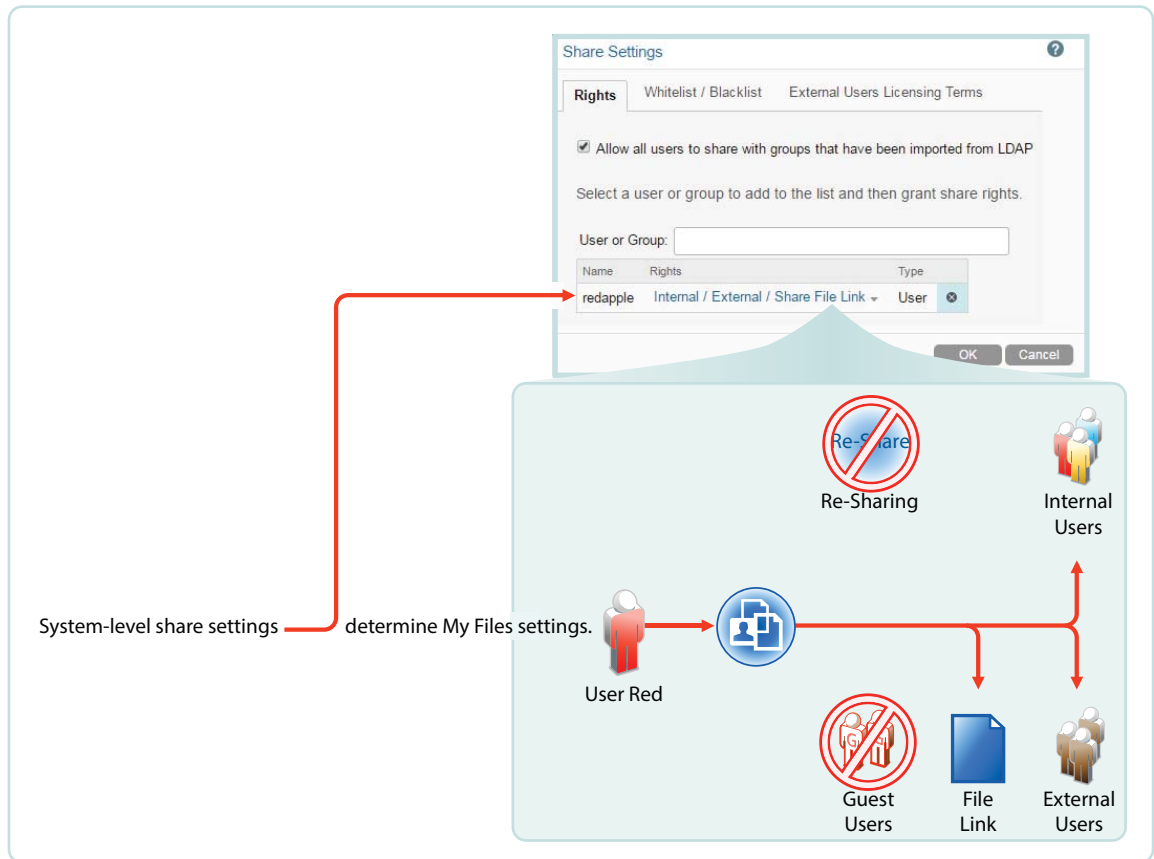 Share Settings
?
Rights Whitelist / Blacklist External Users Licensing Terms
Allow all users to share with groups that have been imported from LDAP
Select a user or group to add to the list and then grant share rights.
User or Group:
Name Rights Type
redapple Internal / External / Share File Link User
OK Cancel
Re-Share
Re-Sharing
Internal
Users
System-level share settings determine My Files settings.
User Red
G G
Guest
Users
File
Link
External
Users